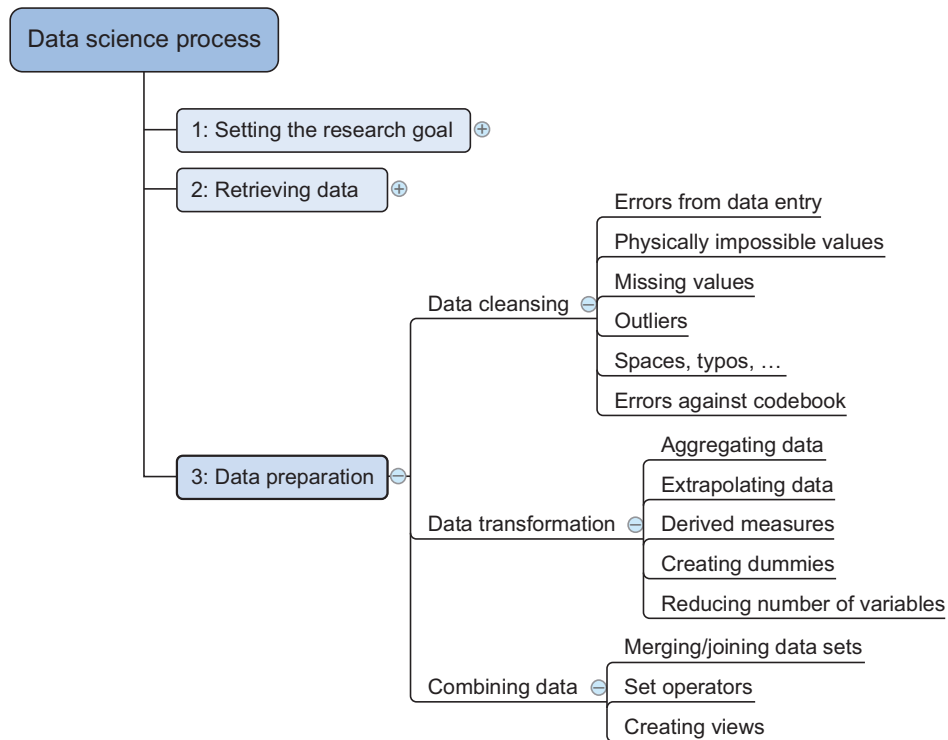 Data science process
1: Setting the research goal
2: Retrieving data
3: Data preparation
Data cleansing
Errors from data entry
Physically impossible values
Missing values
Outliers
Spaces, typos, …
Errors against codebook
Data transformation
Aggregating data
Extrapolating data
Derived measures
Creating dummies
Reducing number of variables
Combining data
Merging/joining data sets
Set operators
Creating views